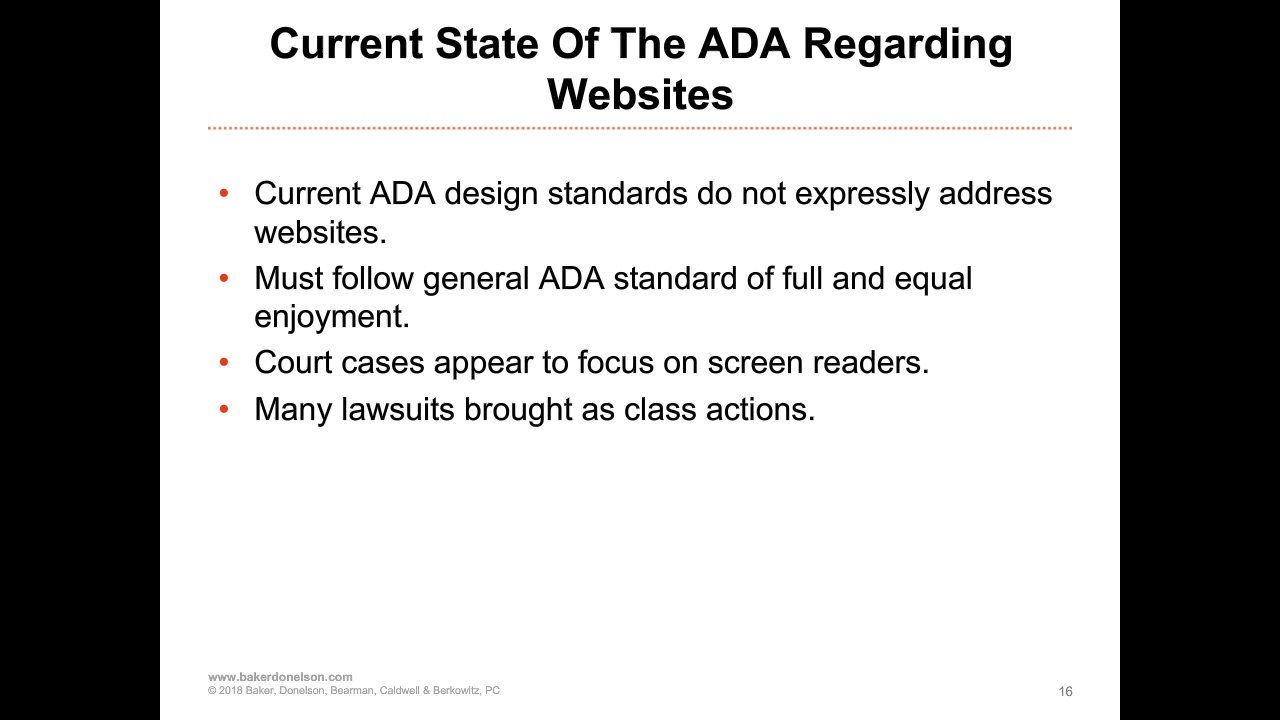 Current State Of The ADA Regarding
Websites
• Current ADA design standards do not expressly address
websites.
• Must follow general ADA standard of full and equal
enjoyment.
• Court cases appear to focus on screen readers.
• Many lawsuits brought as class actions.
www.bakerdonelson.com
© 2018 Baker, Donelson, Bearman, Caldwell & Berkowitz, PC
16